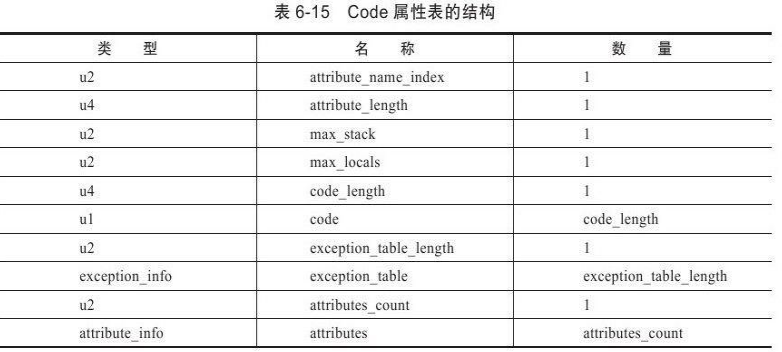 表 6-15 Code 属性表的结构
类 型 名 称 数 量
u2 attribute_name_index 1
u4 attribute_length 1
u2 max_stack 1
u2 max_locals 1
u4 code_length 1
u1 code code_length
u2 exception_table_length 1
exception_info exception_table exception_table_length
u2 attributes_count 1
attribute_info attributes attributes_count